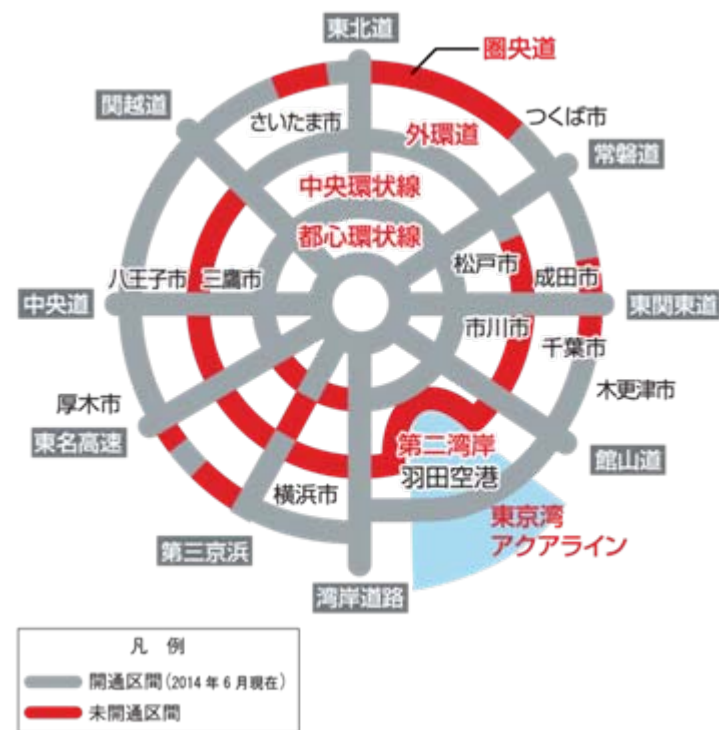 東北道
圏央道
関越道
さいたま市
外環道
つくば市
常磐道
中央環状線
都心環状線
松戸市
成田市
中央道
八王子市
三鷹市
東関東道
市川市
千葉市
木更津市
厚木市
東名高速
第二湾岸
羽田空港
館山道
横浜市
東京湾
アクアライン
第三京浜
湾岸道路
凡 例
開通区間(2014年6月現在)
未開通区間